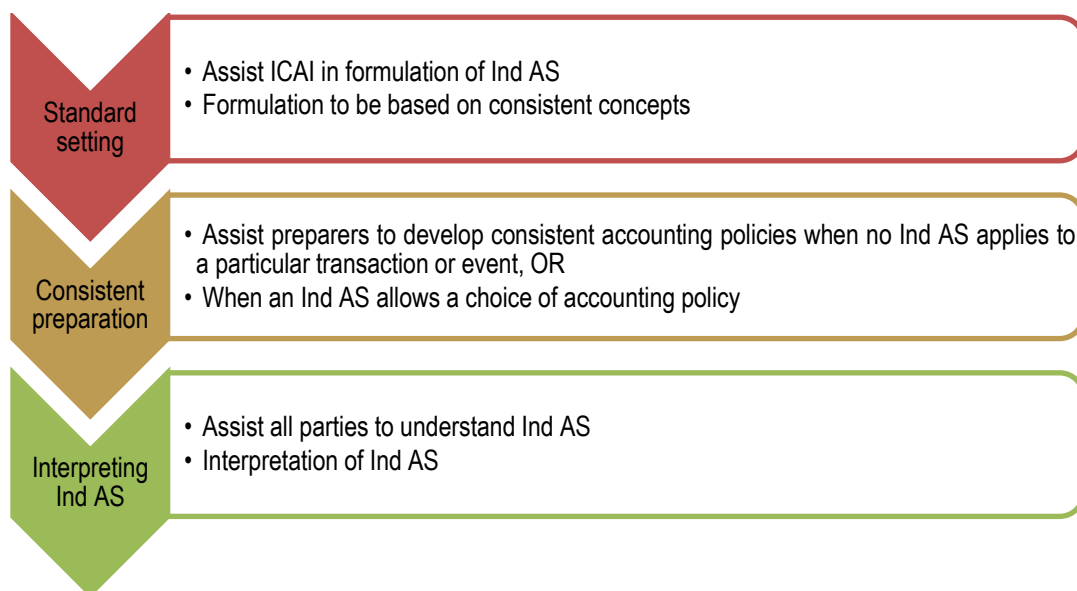 Standard
setting
• Assist ICAI in formulation of Ind AS
• Formulation to be based on consistent concepts
Consistent
preparation
• Assist preparers to develop consistent accounting policies when no Ind AS applies to
a particular transaction or event, OR
• When an Ind AS allows a choice of accounting policy
Interpreting
Ind AS
• Assist all parties to understand Ind AS
• Interpretation of Ind AS